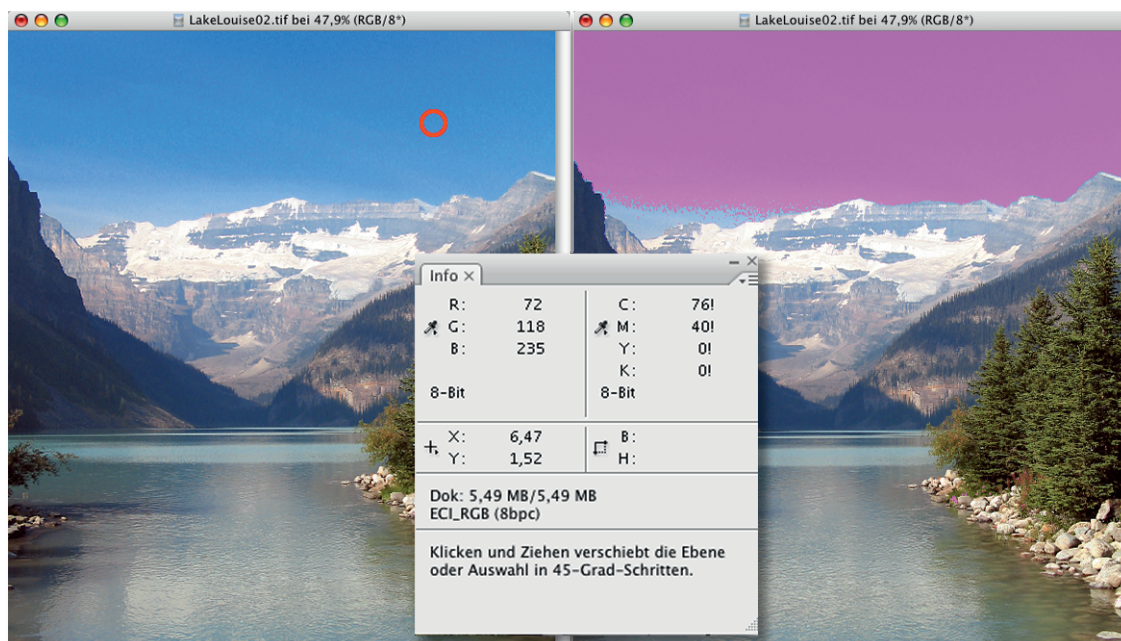 LakeLouise02.tif bei 47,9% (RGB/8*)
LakeLouise02.tif bei 47,9% (RGB/8*)
Info
R: 72
G: 118
B: 235
8-Bit
C: 76!
M: 40!
Y: 0!
K: 0!
8-Bit
X: 6,47
Y: 1,52
B:
H:
Dok: 5,49 MB/5,49 MB
ECI_RGB (8bpc)
Klicken und Ziehen verschiebt die Ebene
oder Auswahl in 45-Grad-Schritten.